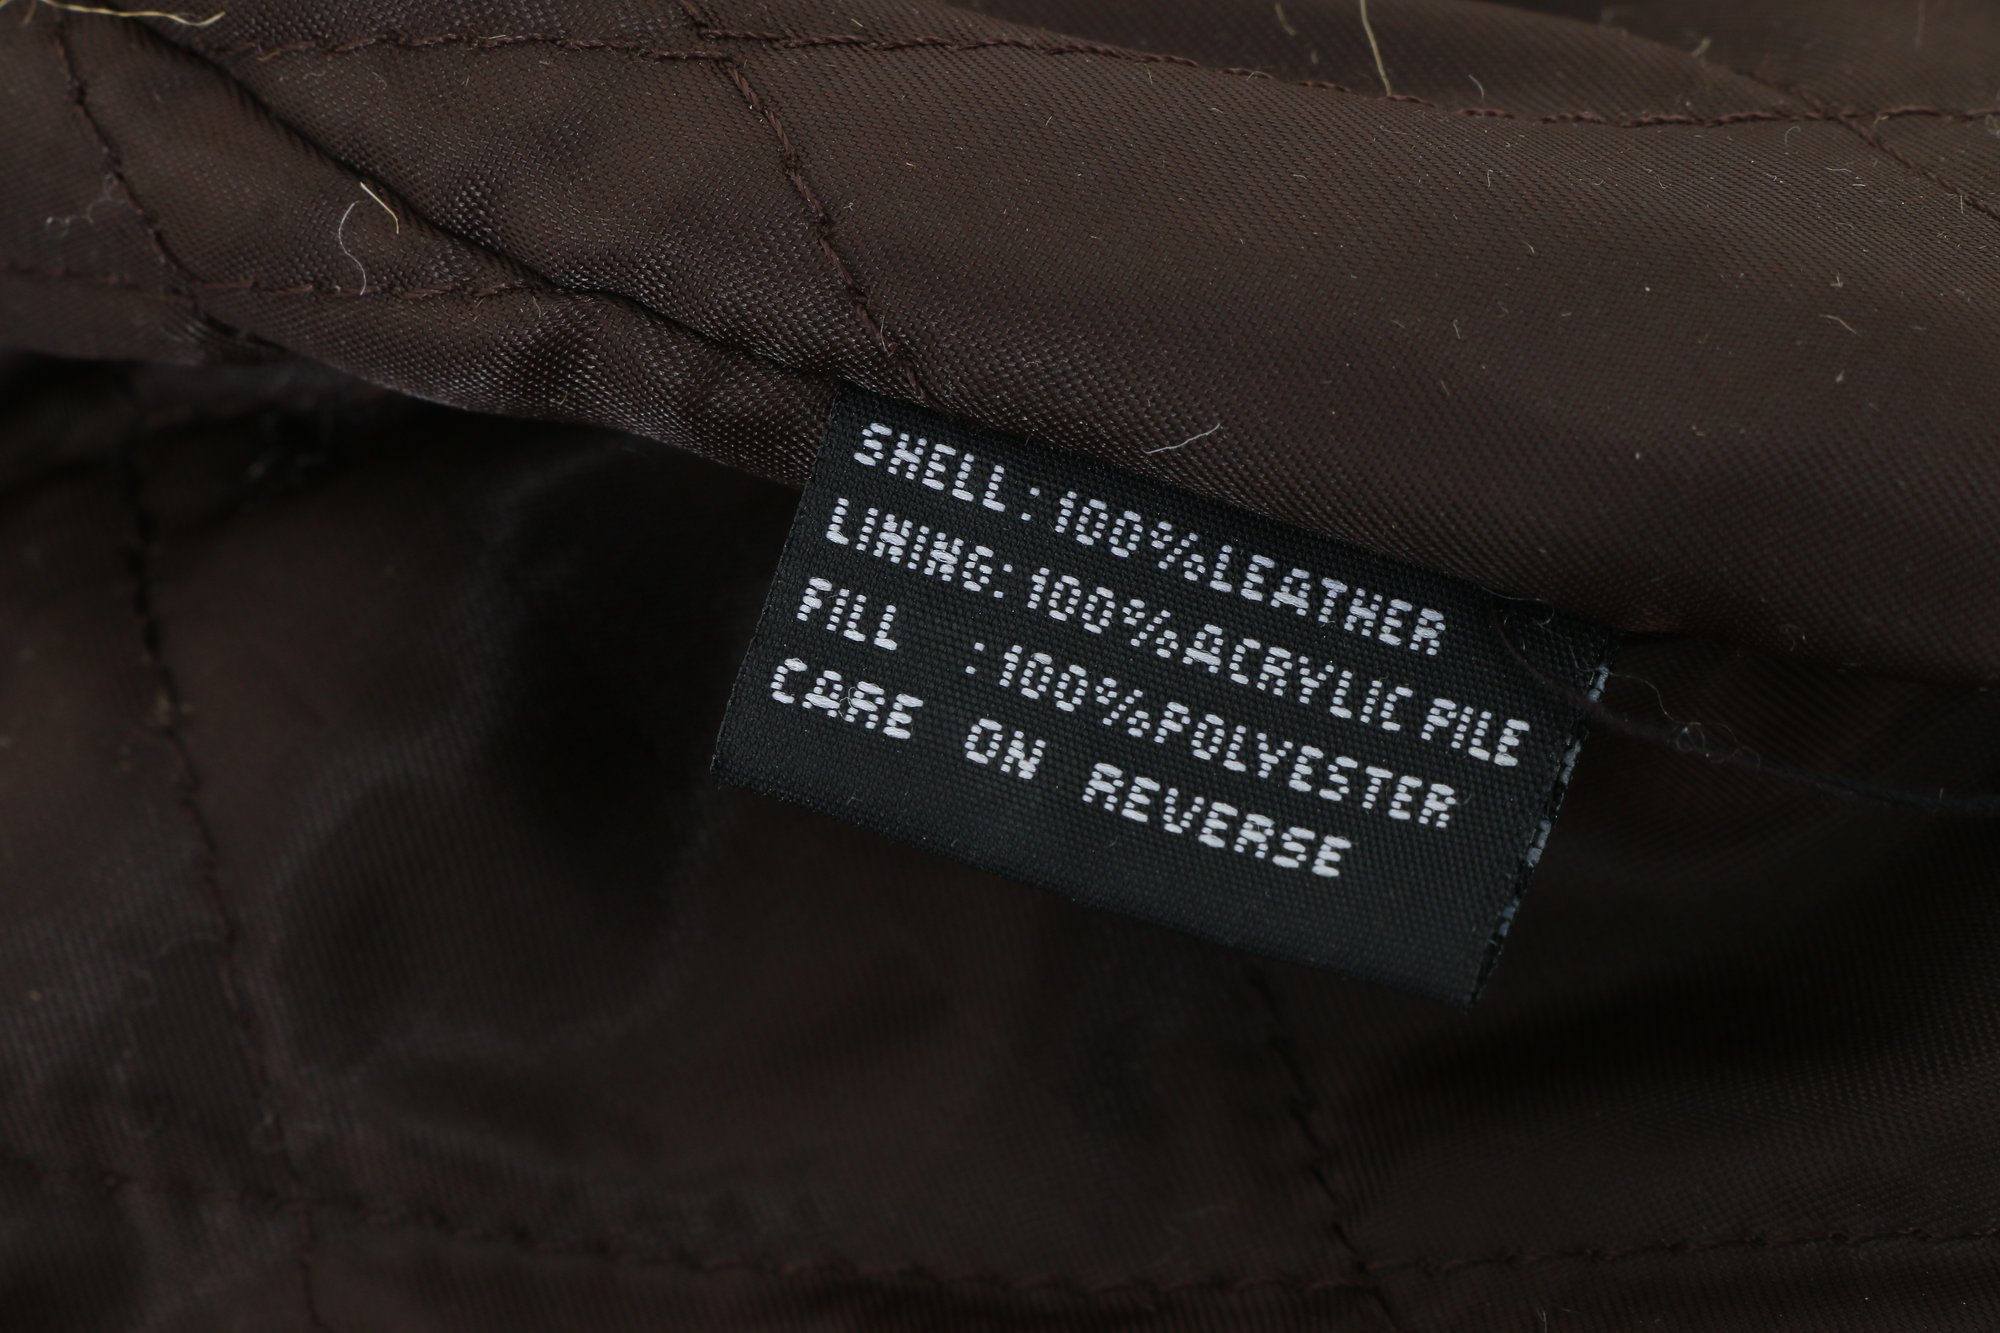 SHELL:100%LEATHER
LINING:100%ACRYLIC PILE
FILL :100%POLYESTER
CARE ON REVERSE